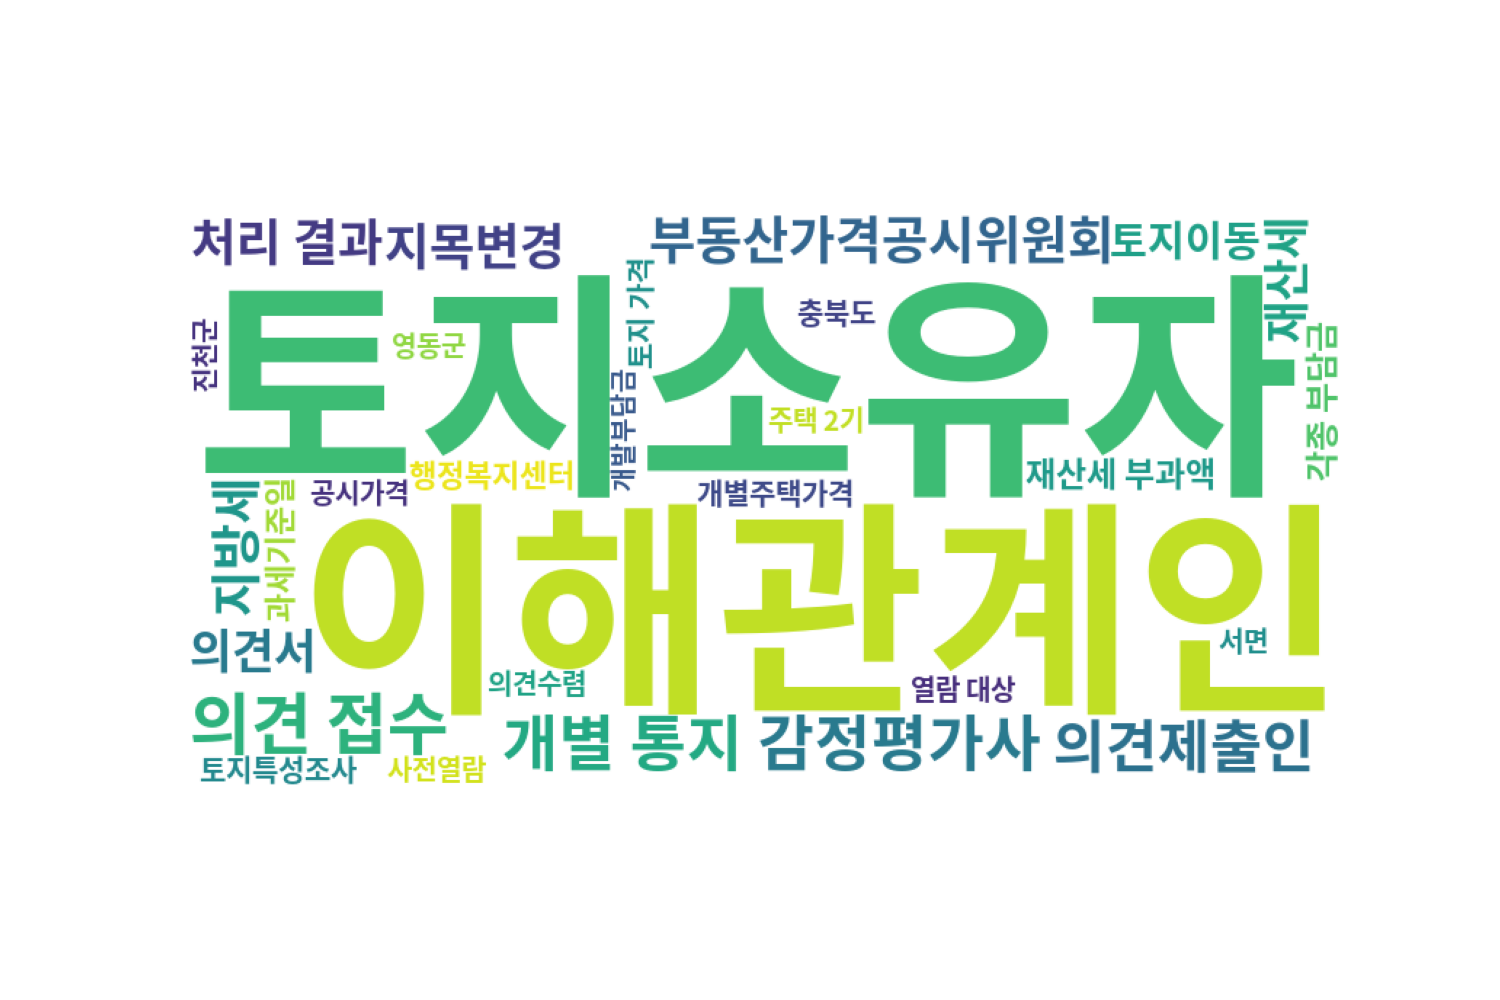 처리 결과
지목변경
부동산가격공시위원회
토지이동
재산세
진천군
영동군
토지 가격
충북도
각종 부담금
토지소유자
개발부담금
주택 2기
행정복지센터
재산세 부과액
지방세
과세기준일
공시가격
개별주택가격
이해관계인
의견서
서면
의견수렴
열람 대상
의견 접수
개별 통지
감정평가사
의견제출인
토지특성조사
사전열람